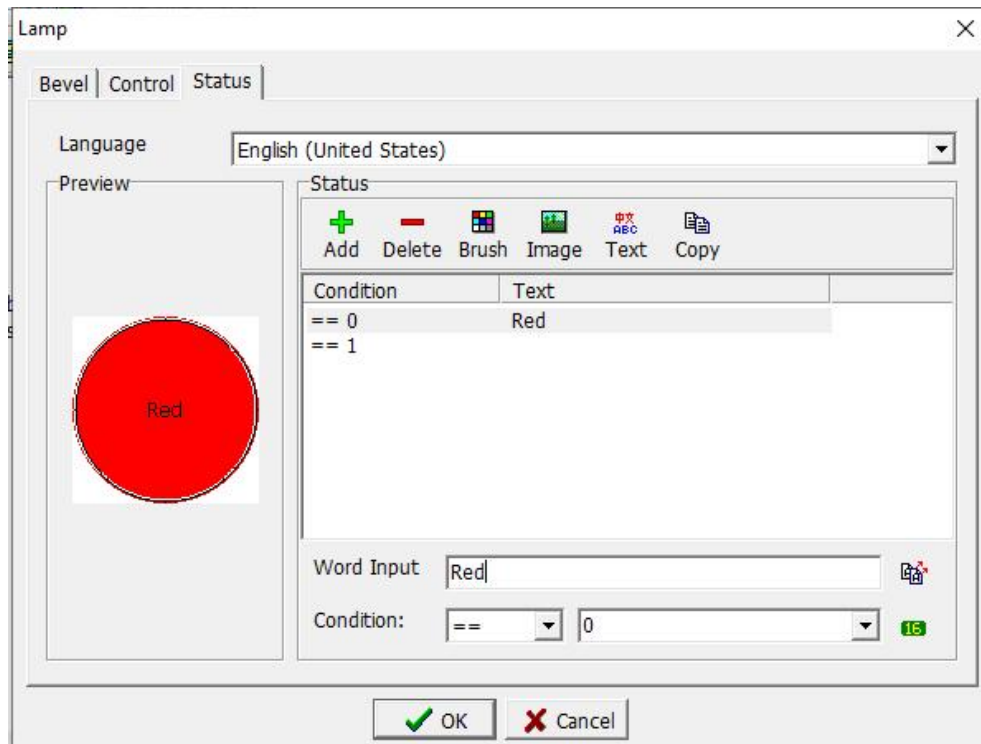 Lamp
Bevel Control Status
Language English (United States)
Preview
Red
Status
Add Delete Brush Image Text Copy
Condition Text
== 0 Red
== 1
Word Input Red
Condition: == 0
OK Cancel